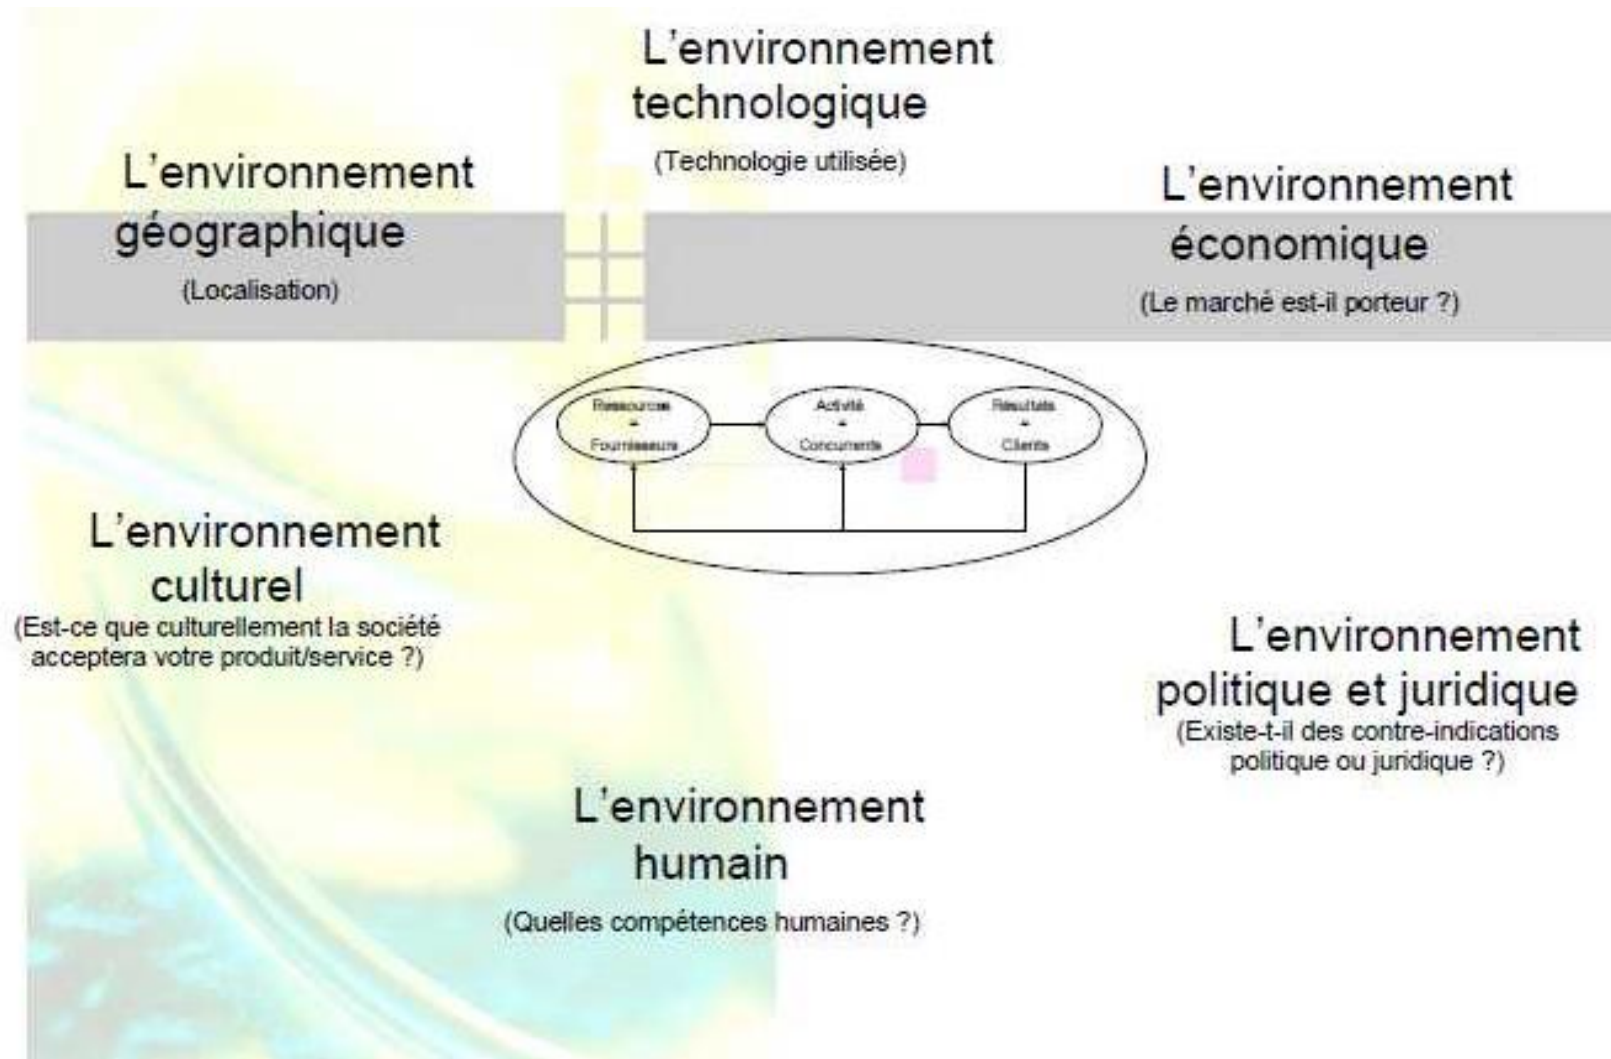 L'environnement
technologique
(Technologie utilisée)
L'environnement
géographique
(Localisation)
L'environnement
économique
(Le marché est-il porteur ?)
Ressources
Fournisseurs
Activité
Concurrents
Résultats
Clients
L'environnement
culturel
(Est-ce que culturellement la société
acceptera votre produit/service ?)
L'environnement
politique et juridique
(Existe-t-il des contre-indications
politique ou juridique ?)
L'environnement
humain
(Quelles compétences humaines ?)